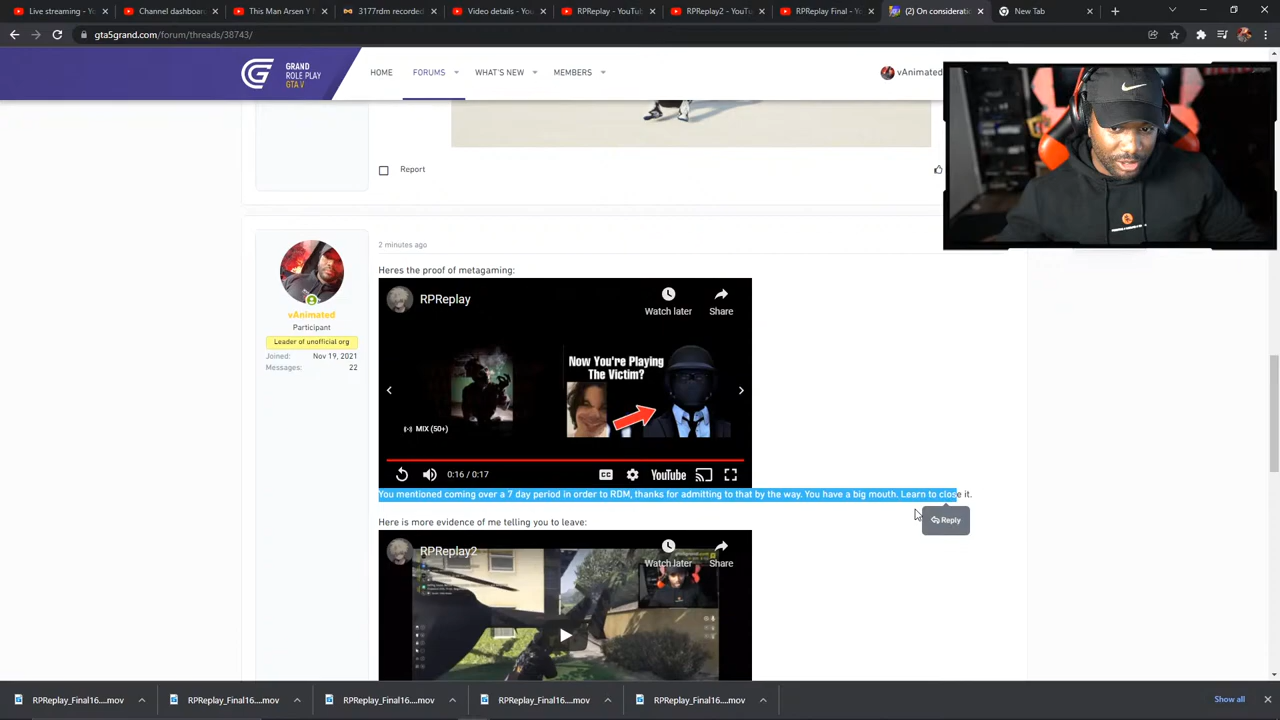 Live streaming - Yo
Channel dashboa
This Man Arsen Y
3177rdm recorded
Video details - You
RPReplay - YouTub
RPReplay2 - YouTu
RPReplay Final - Yo
(2) On consideratio
New Tab
gta5grand.com/forum/threads/38743/
GRAND
ROLE PLAY
GTA V
HOME
FORUMS
WHAT'S NEW
MEMBERS
vAnimated
Report
2 minutes ago
Heres the proof of metagaming:
RPReplay
Watch later
Share
Now You're Playing
The Victim?
MIX (50+)
0:16 / 0:17
CC
YouTube
vAnimated
Participant
Leader of unofficial org
Joined: Nov 19, 2021
Messages: 22
You mentioned coming over a 7 day period in order to RDM, thanks for admitting to that by the way. You have a big mouth. Learn to close it.
Reply
Here is more evidence of me telling you to leave:
RPReplay2
Watch later
Share
RPReplay_Final16....mov
RPReplay_Final16....mov
RPReplay_Final16....mov
RPReplay_Final16....mov
RPReplay_Final16....mov
Show all